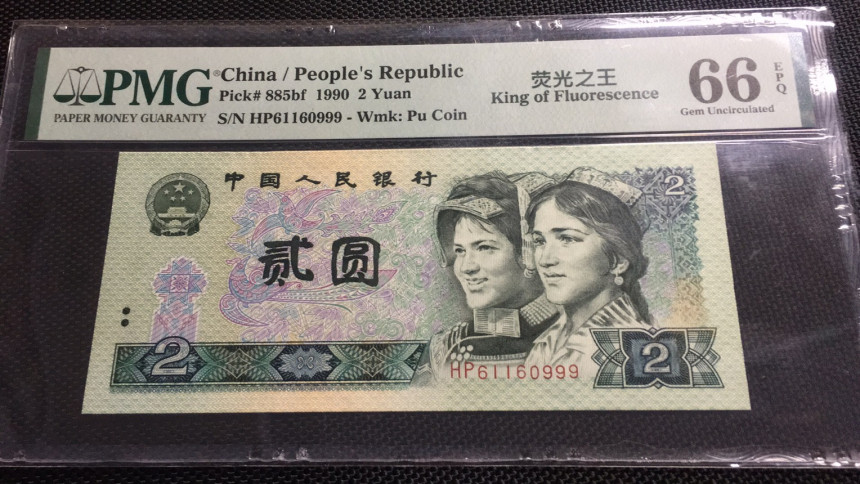 PMG® China / People's Republic
Pick# 885bf 1990 2 Yuan
PAPER MONEY GUARANTY S/N HP61160999 - Wmk: Pu Coin
荧光之王
King of Fluorescence
66 EPQ
Gem Uncirculated
中国人民银行
2
贰圆
2
HP61160999
2